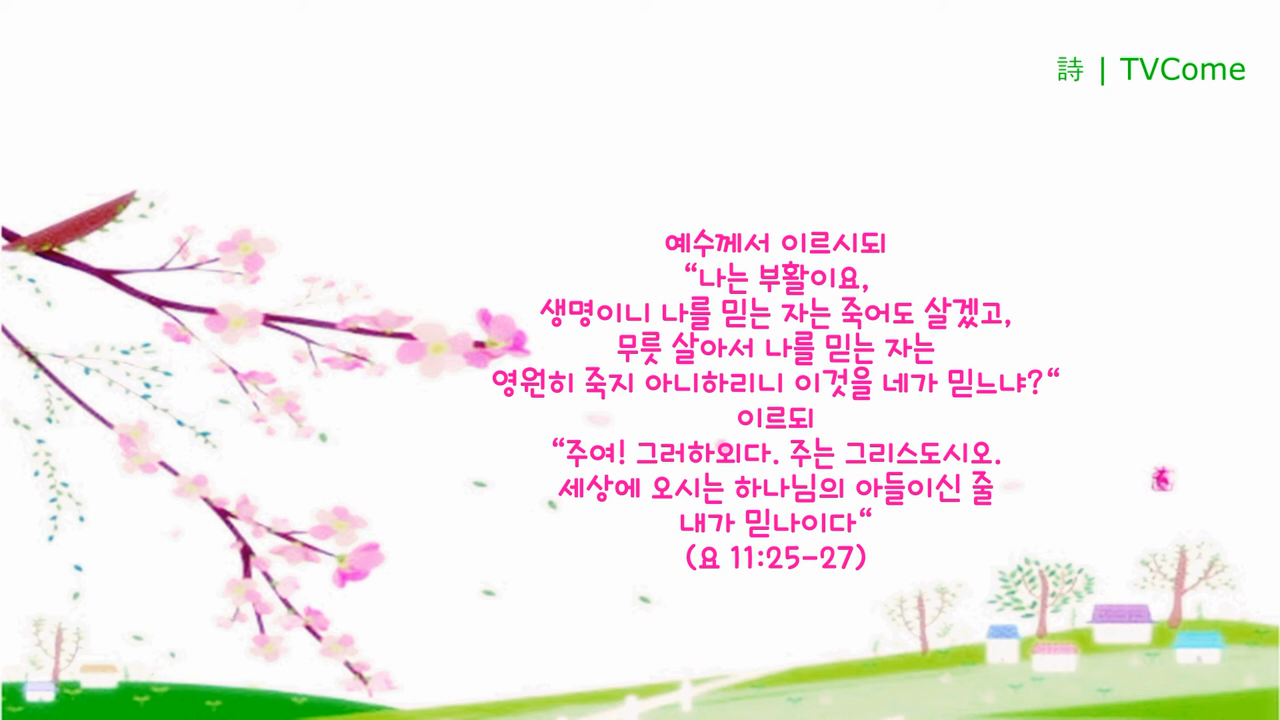 詩 | TVCome
예수께서 이르시되
“나는 부활이요,
생명이니 나를 믿는 자는 죽어도 살겠고,
무릇 살아서 나를 믿는 자는
영원히 죽지 아니하리니 이것을 네가 믿느냐?“
이르되
“주여! 그러하외다. 주는 그리스도시오.
세상에 오시는 하나님의 아들이신 줄
내가 믿나이다“
(요 11:25-27)